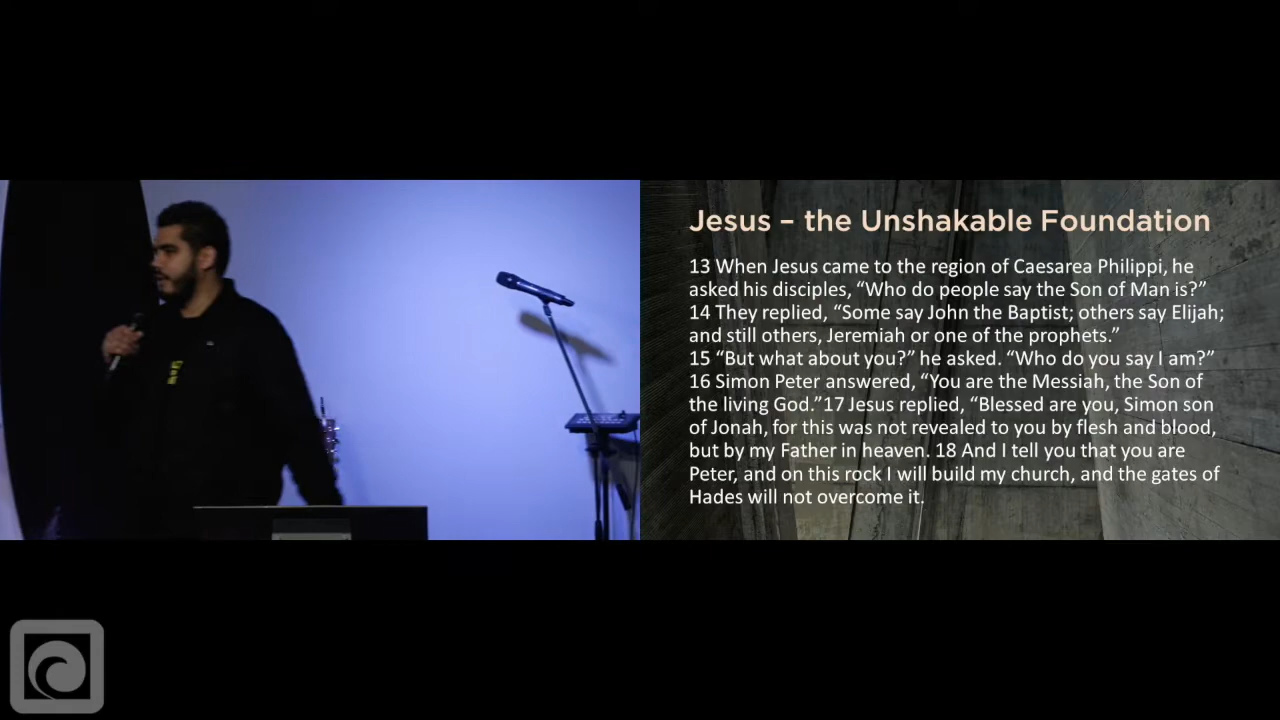 Jesus – the Unshakable Foundation
13 When Jesus came to the region of Caesarea Philippi, he
asked his disciples, “Who do people say the Son of Man is?”
14 They replied, “Some say John the Baptist; others say Elijah;
and still others, Jeremiah or one of the prophets.”
15 “But what about you?” he asked. “Who do you say I am?”
16 Simon Peter answered, “You are the Messiah, the Son of
the living God.”17 Jesus replied, “Blessed are you, Simon son
of Jonah, for this was not revealed to you by flesh and blood,
but by my Father in heaven. 18 And I tell you that you are
Peter, and on this rock I will build my church, and the gates of
Hades will not overcome it.